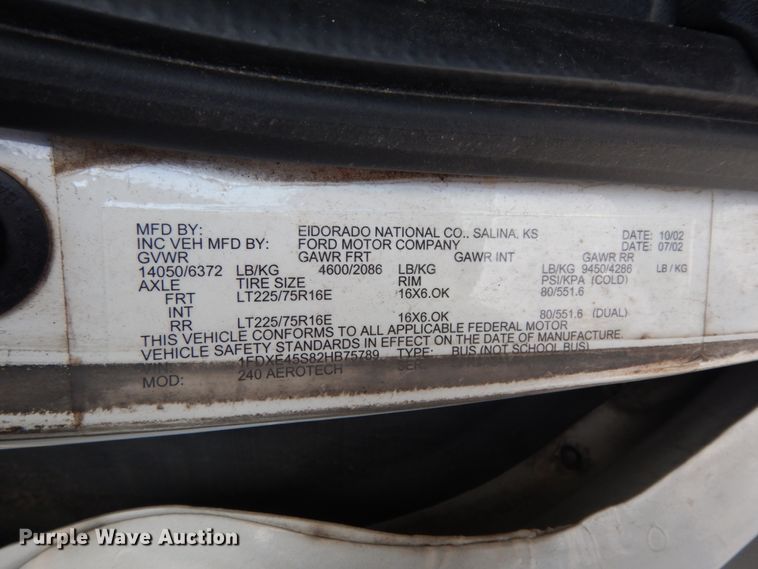 MFD BY: EIDORADO NATIONAL CO., SALINA, KS DATE: 10/02
INC VEH MFD BY: FORD MOTOR COMPANY DATE: 07/02
GVWR GAWR FRT GAWR INT GAWR RR
14050/6372 LB/KG 4600/2086 LB/KG LB/KG 9450/4286 LB / KG
AXLE TIRE SIZE RIM PSI/KPA (COLD)
FRT LT225/75R16E 16X6.OK 80/551.6
INT
RR LT225/75R16E 16X6.OK 80/551.6 (DUAL)
THIS VEHICLE CONFORMS TO ALL APPLICABLE FEDERAL MOTOR
VEHICLE SAFETY STANDARDS IN EFFECT ON THE DATE OF MANUFACTURE.
VIN: 1FDXE45S82HB75789 TYPE: BUS (NOT SCHOOL BUS)
MOD: 240 AEROTECH SER:
Purple Wave Auction